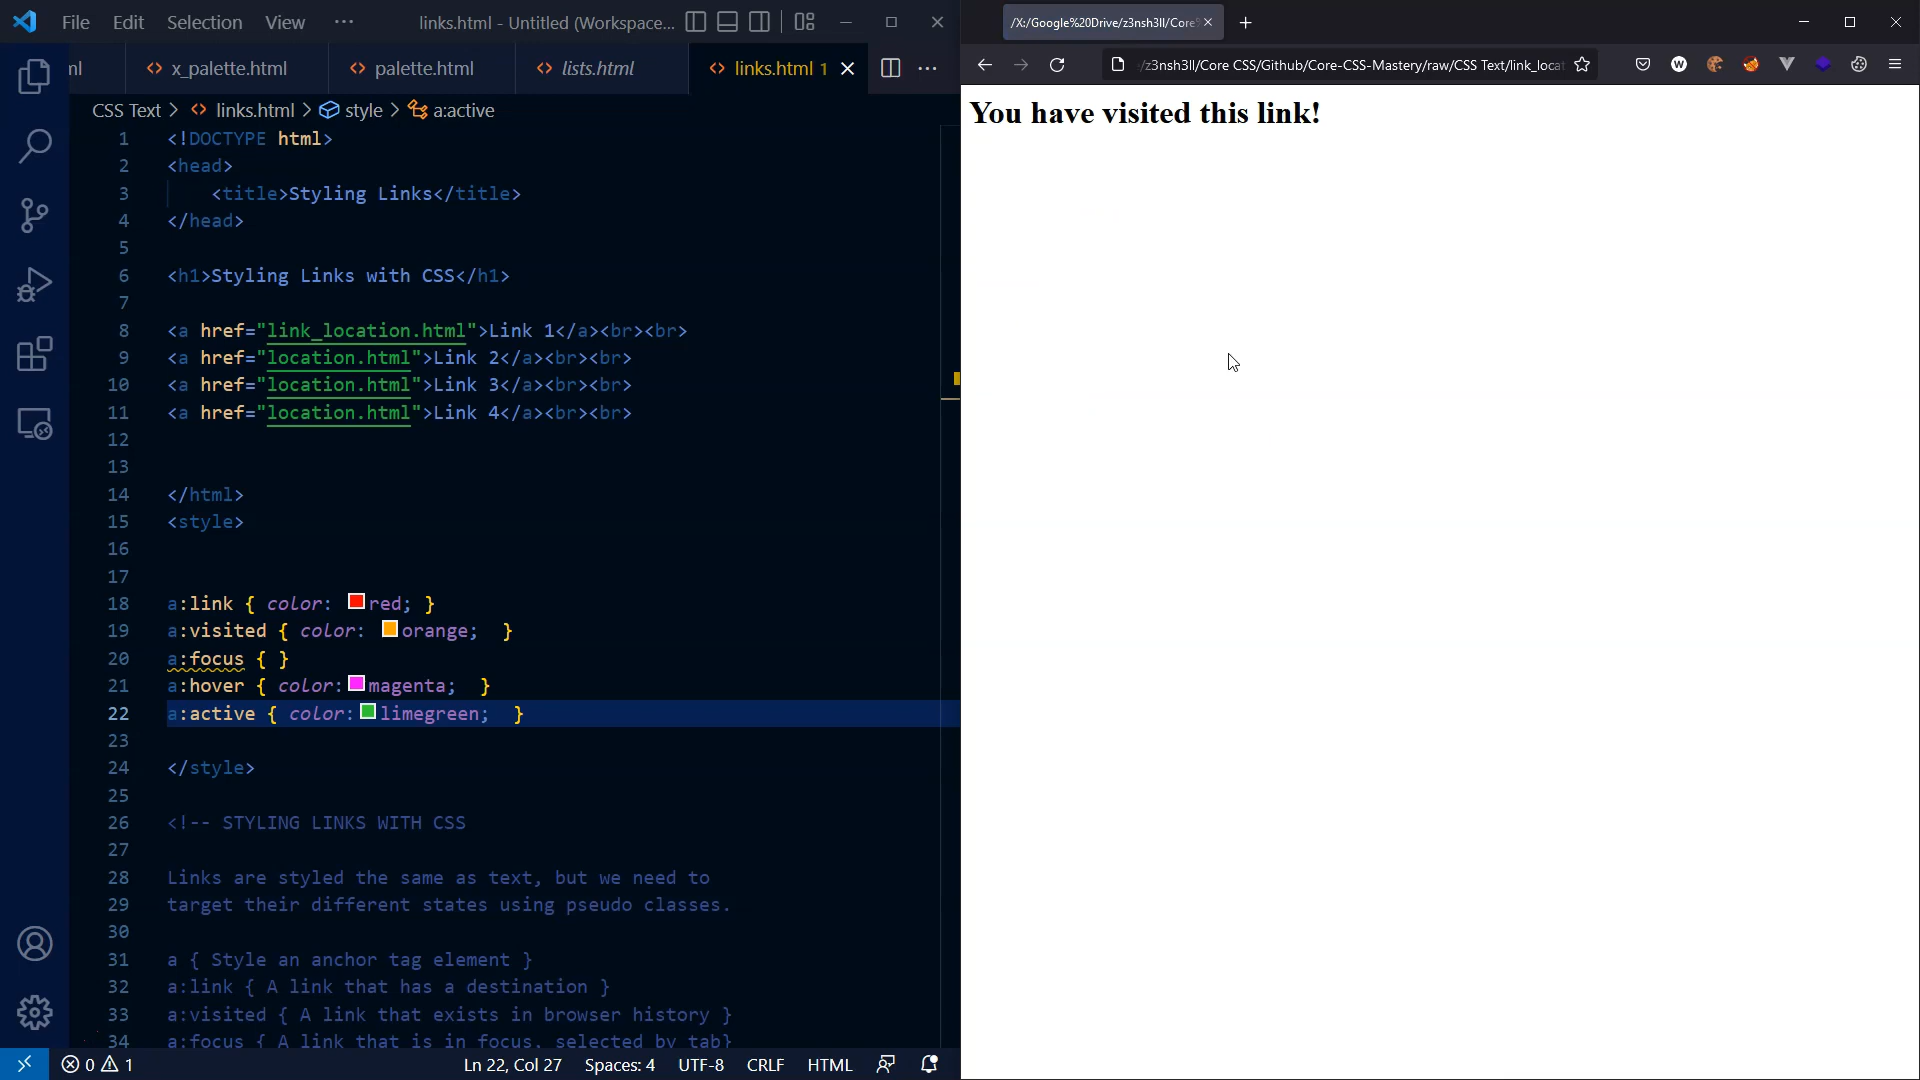 File Edit Selection View ··· links.html - Untitled (Workspace...
ml x_palette.html palette.html lists.html links.html 1
CSS Text > links.html > style > a:active
1 <!DOCTYPE html>
2 <head>
3 <title>Styling Links</title>
4 </head>
5
6 <h1>Styling Links with CSS</h1>
7
8 <a href="link_location.html">Link 1</a><br><br>
9 <a href="location.html">Link 2</a><br><br>
10 <a href="location.html">Link 3</a><br><br>
11 <a href="location.html">Link 4</a><br><br>
12
13
14 </html>
15 <style>
16
17
18 a:link { color: red; }
19 a:visited { color: orange; }
20 a:focus { }
21 a:hover { color: magenta; }
22 a:active { color: limegreen; }
23
24 </style>
25
26 <!-- STYLING LINKS WITH CSS
27
28 Links are styled the same as text, but we need to
29 target their different states using pseudo classes.
30
31 a { Style an anchor tag element }
32 a:link { A link that has a destination }
33 a:visited { A link that exists in browser history }
34 a:focus { A link that is in focus, selected by tab}
0 1 Ln 22, Col 27 Spaces: 4 UTF-8 CRLF HTML
/X:/Google%20Drive/z3nsh3ll/Core%
/z3nsh3ll/Core CSS/Github/Core-CSS-Mastery/raw/CSS Text/link_locat
You have visited this link!